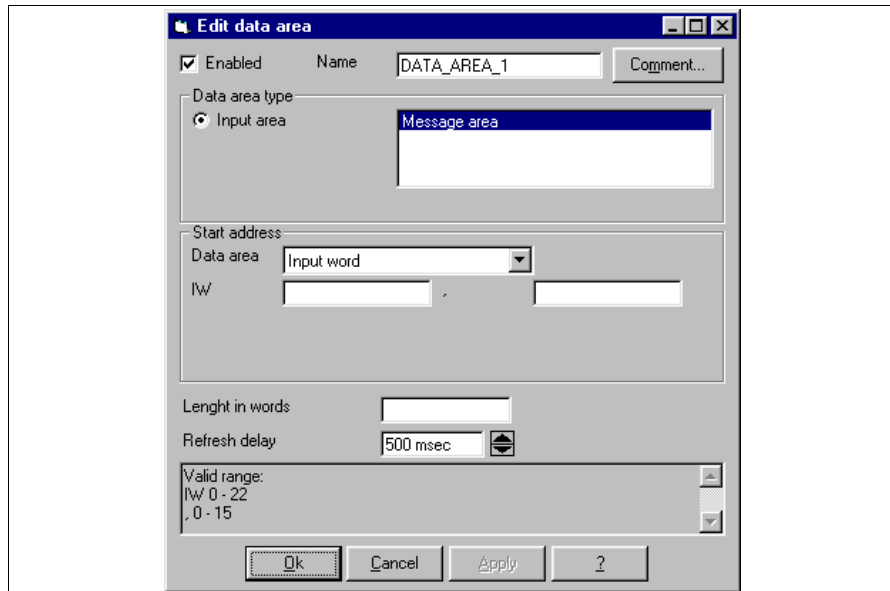 Edit data area
Enabled Name DATA_AREA_1 Comment...
Data area type
Input area Message area
Start address
Data area Input word
IW ,
Lenght in words
Refresh delay 500 msec
Valid range:
IW 0 - 22
, 0 - 15
Ok Cancel Apply ?